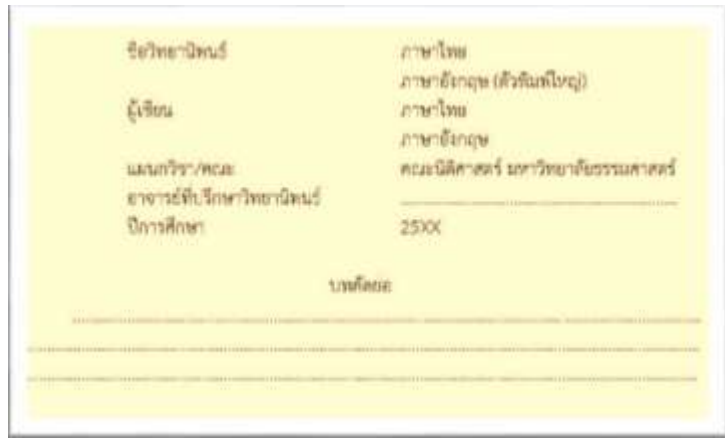 ชื่อวิทยานิพนธ์ ภาษาไทย
ภาษาอังกฤษ (ตัวพิมพ์ใหญ่)
ผู้เขียน ภาษาไทย
ภาษาอังกฤษ
แผนกวิชา/คณะ คณะนิติศาสตร์ มหาวิทยาลัยธรรมศาสตร์
อาจารย์ที่ปรึกษาวิทยานิพนธ์ ........................................
ปีการศึกษา 25XX
บทคัดย่อ